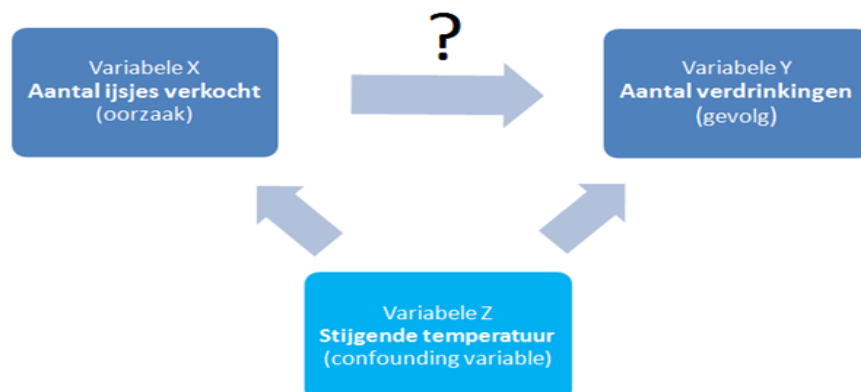 ?
Variabele X
Aantal ijsjes verkocht
(oorzaak)
Variabele Y
Aantal verdrinkingen
(gevolg)
Variabele Z
Stijgende temperatuur
(confounding variable)